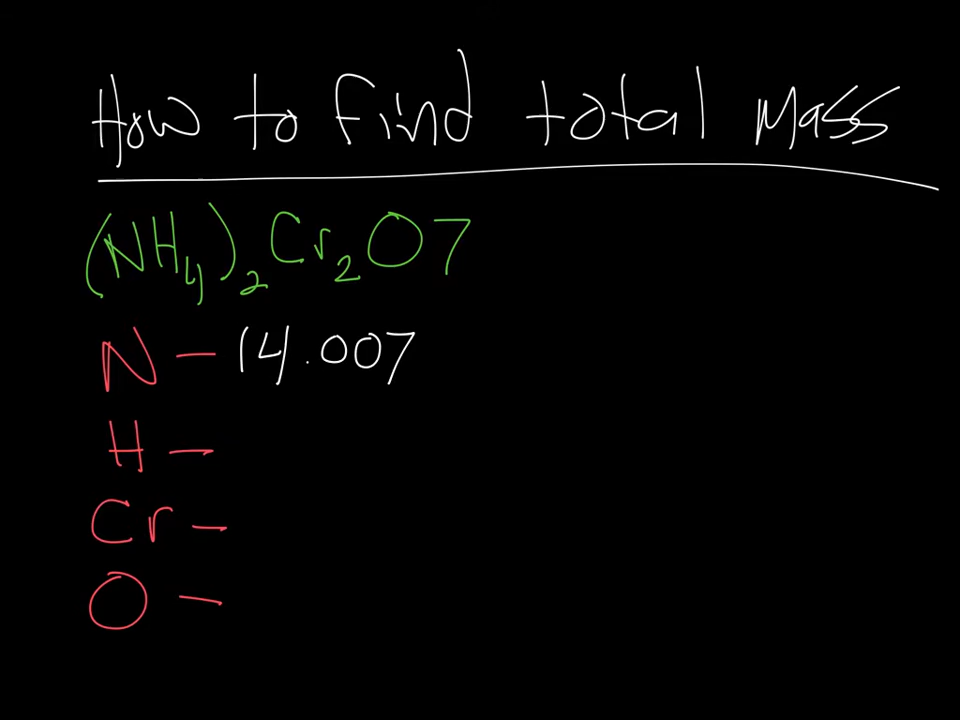 How to find total Mass
(NH₄)₂Cr₂O7
N - 14.007
H -
Cr -
O -